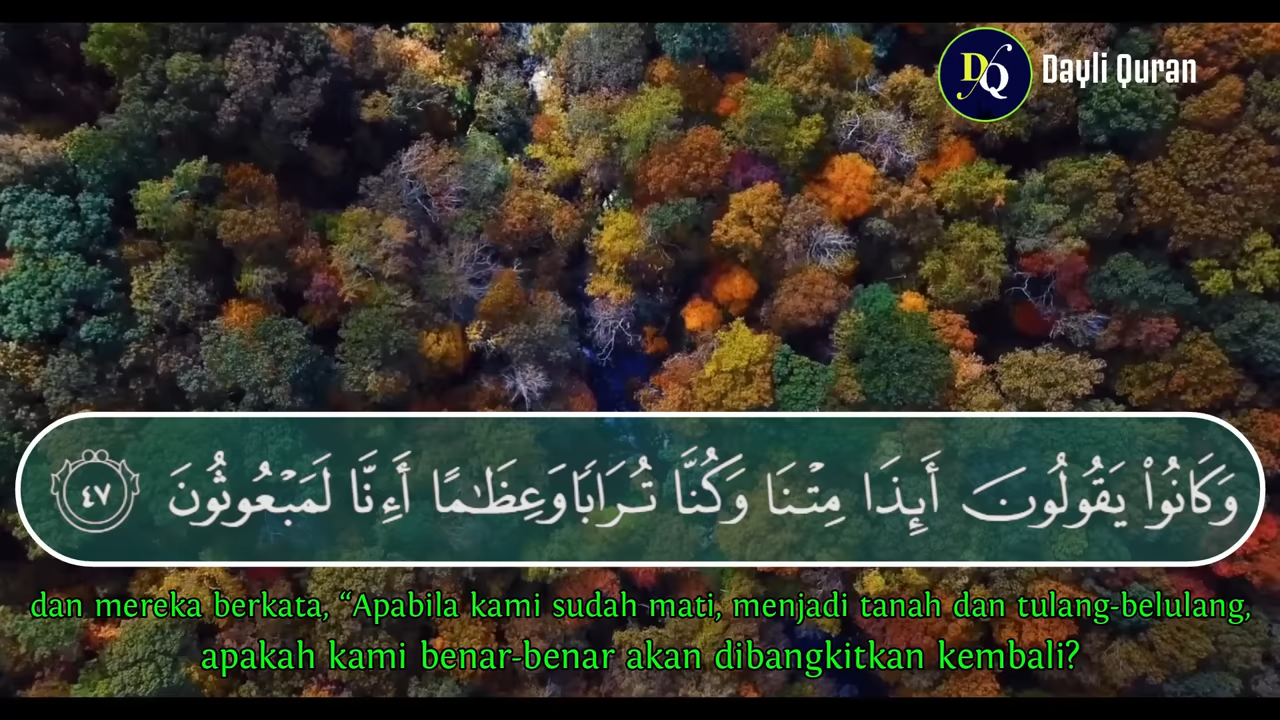 DQ Dayli Quran
وَكَانُوا۟ يَقُولُونَ أَئِذَا مِتْنَا وَكُنَّا تُرَابًا وَعِظَٰمًا أَءِنَّا لَمَبْعُوثُونَ ٤٧
dan mereka berkata, “Apabila kami sudah mati, menjadi tanah dan tulang-belulang,
apakah kami benar-benar akan dibangkitkan kembali?